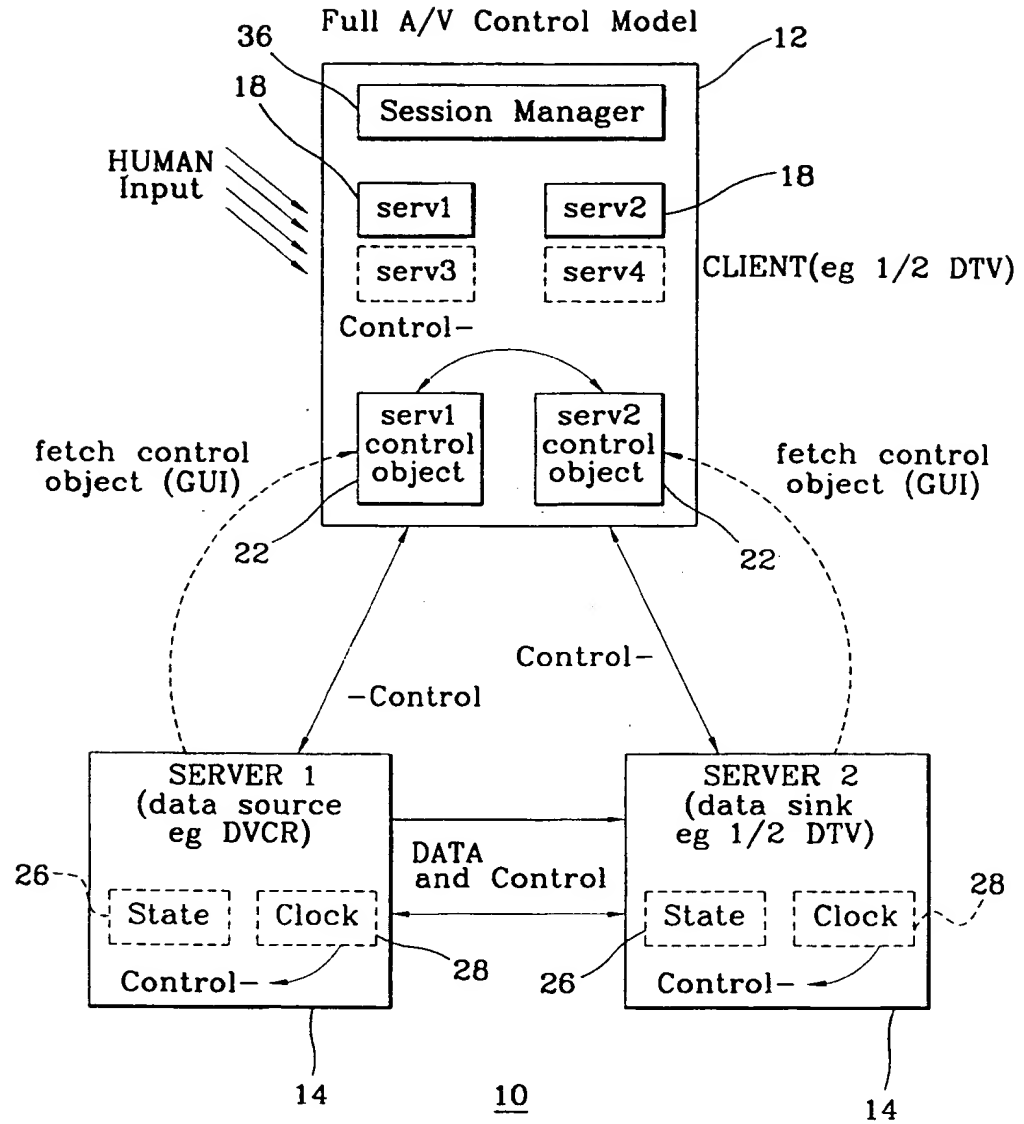 Full A/V Control Model
36
12
Session Manager
18
HUMAN
Input
serv1
serv2
18
serv3
serv4
CLIENT(eg 1/2 DTV)
Control-
serv1
control
object
serv2
control
object
fetch control
object (GUI)
fetch control
object (GUI)
22
22
Control-
-Control
SERVER 1
(data source
eg DVCR)
SERVER 2
(data sink
eg 1/2 DTV)
DATA
and Control
26
State
Clock
State
Clock
28
Control-
28
26
Control-
14
10
14